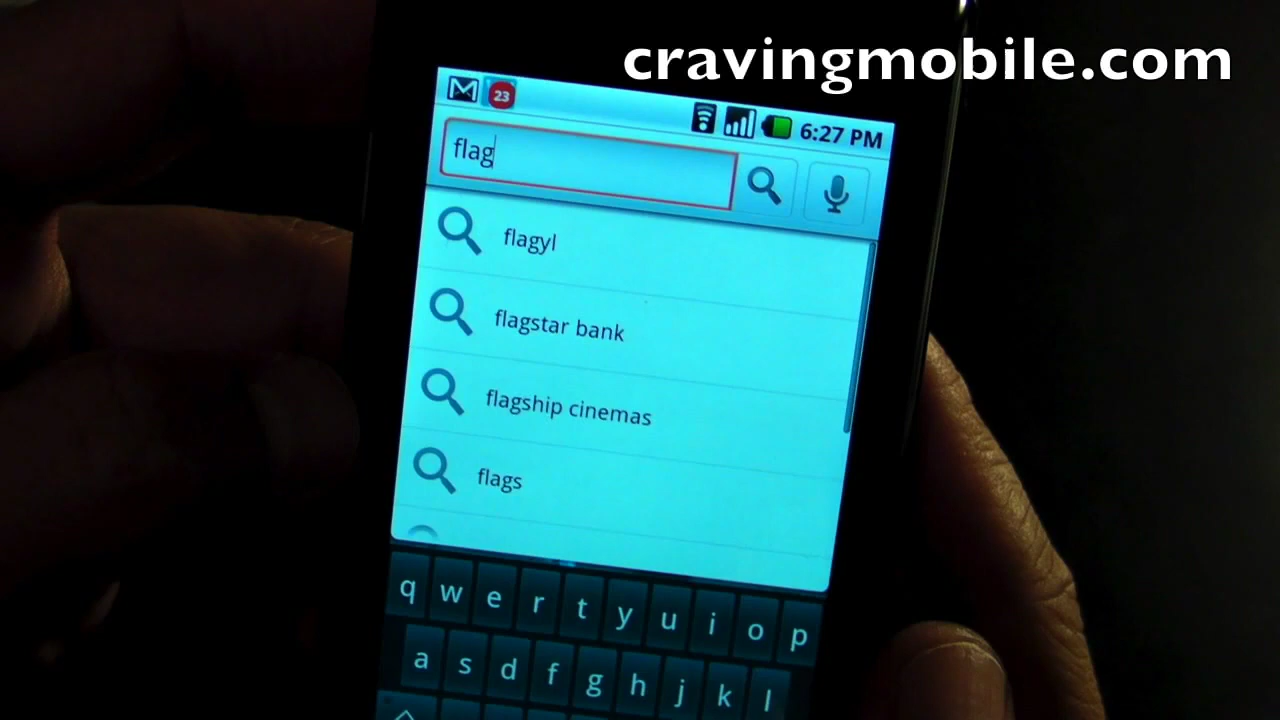 cravingmobile.com
23
6:27 PM
flag
flagyl
flagstar bank
flagship cinemas
flags
q w e r t y u i o p
a s d f g h j k l